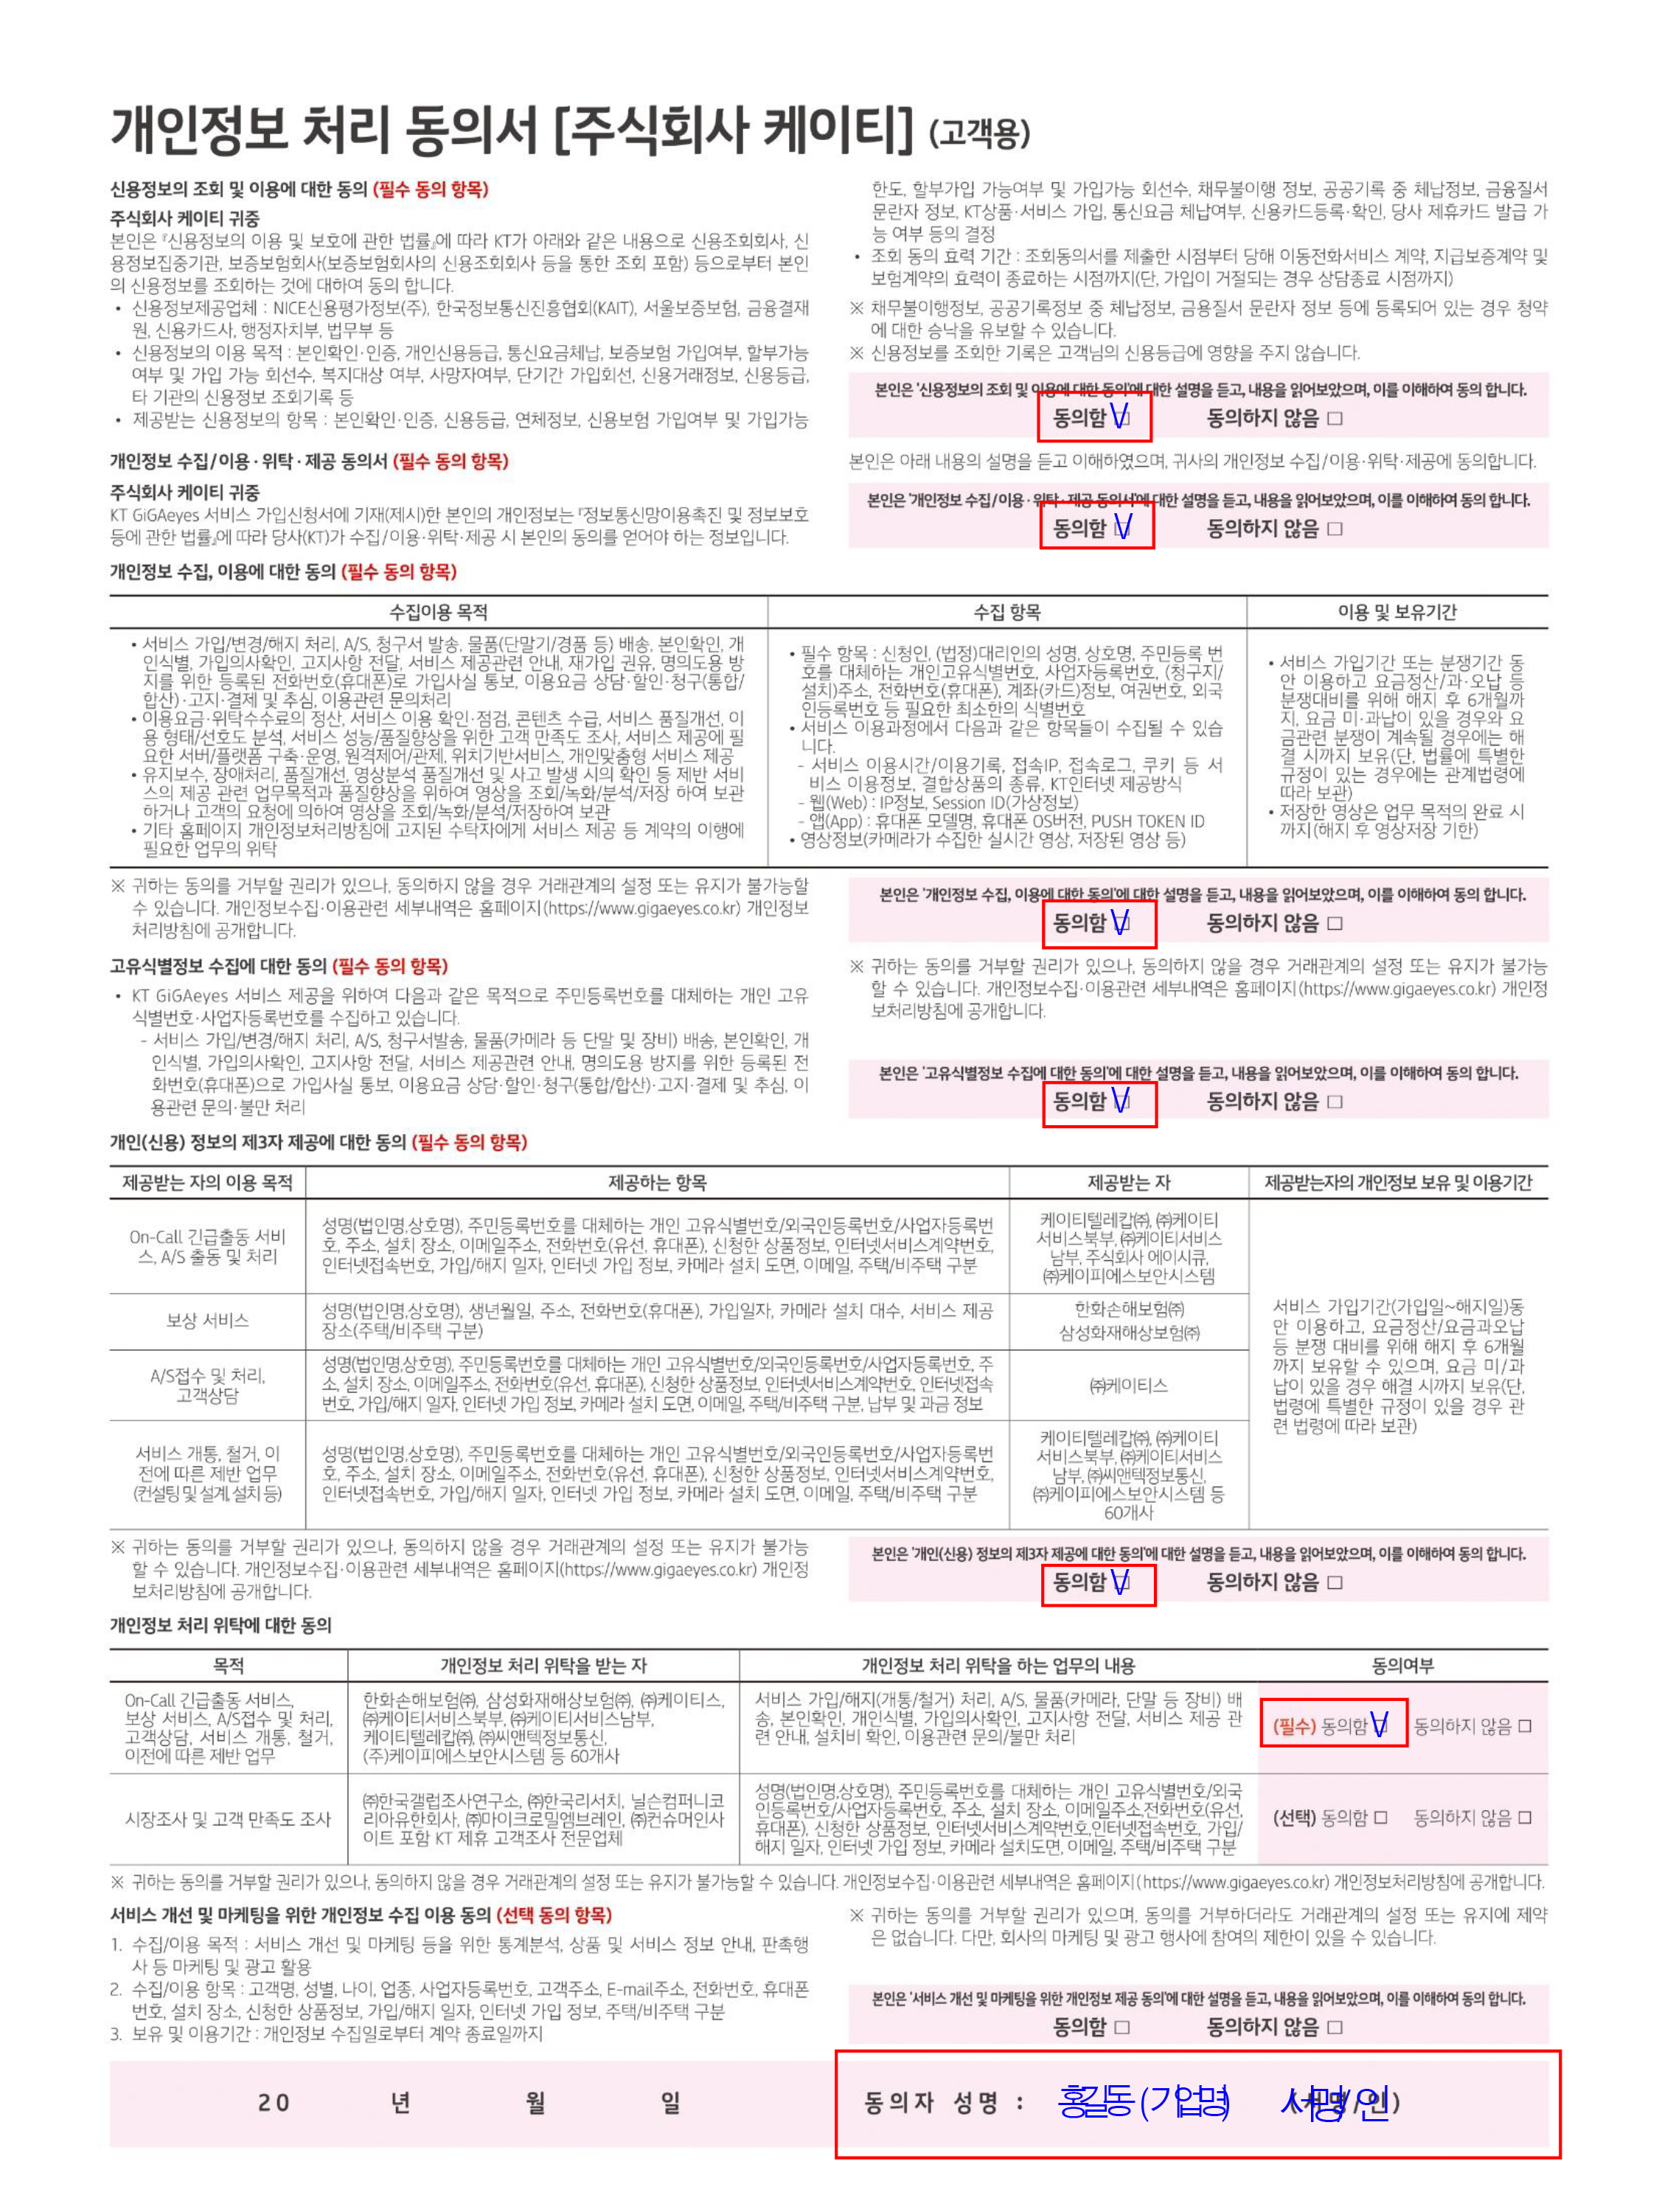 개인정보 처리 동의서 [주식회사 케이티] (고객용)
신용정보의 조회 및 이용에 대한 동의 (필수 동의 항목)
주식회사 케이티 귀중
본인은 『신용정보의 이용 및 보호에 관한 법률』에 따라 KT가 아래와 같은 내용으로 신용조회회사, 신
용정보집중기관, 보증보험회사(보증보험회사의 신용조회회사 등을 통한 조회 포함) 등으로부터 본인
의 신용정보를 조회하는 것에 대하여 동의 합니다.
• 신용정보제공업체 : NICE신용평가정보(주), 한국정보통신진흥협회(KAIT), 서울보증보험, 금융결재
원, 신용카드사, 행정자치부, 법무부 등
• 신용정보의 이용 목적 : 본인확인·인증, 개인신용등급, 통신요금체납, 보증보험 가입여부, 할부가능
여부 및 가입 가능 회선수, 복지대상 여부, 사망자여부, 단기간 가입회선, 신용거래정보, 신용등급,
타 기관의 신용정보 조회기록 등
• 제공받는 신용정보의 항목 : 본인확인·인증, 신용등급, 연체정보, 신용보험 가입여부 및 가입가능
한도, 할부가입 가능여부 및 가입가능 회선수, 채무불이행 정보, 공공기록 중 체납정보, 금융질서
문란자 정보, KT상품·서비스 가입, 통신요금 체납여부, 신용카드등록·확인, 당사 제휴카드 발급 가
능 여부 등의 결정
• 조회 동의 효력 기간 : 조회동의서를 제출한 시점부터 당해 이동전화서비스 계약, 지급보증계약 및
보험계약의 효력이 종료하는 시점까지(단, 가입이 거절되는 경우 상담종료 시점까지)
※ 채무불이행정보, 공공기록정보 중 체납정보, 금융질서 문란자 정보 등에 등록되어 있는 경우 청약
에 대한 승낙을 유보할 수 있습니다.
※ 신용정보를 조회한 기록은 고객님의 신용등급에 영향을 주지 않습니다.
본인은 '신용정보의 조회 및 이용에 대한 동의'에 대한 설명을 듣고, 내용을 읽어보았으며, 이를 이해하여 동의 합니다.
동의함 □ V 동의하지 않음 □
개인정보 수집/이용·위탁·제공 동의서 (필수 동의 항목)
주식회사 케이티 귀중
KT GiGAeyes 서비스 가입신청서에 기재(제시)한 본인의 개인정보는 『정보통신망이용촉진 및 정보보호
등에 관한 법률』에 따라 당사(KT)가 수집/이용·위탁·제공 시 본인의 동의를 얻어야 하는 정보입니다.
본인은 아래 내용의 설명을 듣고 이해하였으며, 귀사의 개인정보 수집/이용·위탁·제공에 동의합니다.
본인은 '개인정보 수집/이용·위탁·제공 동의서'에 대한 설명을 듣고, 내용을 읽어보았으며, 이를 이해하여 동의 합니다.
동의함 □ V 동의하지 않음 □
개인정보 수집, 이용에 대한 동의 (필수 동의 항목)
수집이용 목적 수집 항목 이용 및 보유기간
• 서비스 가입/변경/해지 처리, A/S, 청구서 발송, 물품(단말기/경품 등) 배송, 본인확인, 개
인식별, 가입의사확인, 고지사항 전달, 서비스 제공관련 안내, 재가입 권유, 명의도용 방
지를 위한 등록된 전화번호(휴대폰)로 가입사실 통보, 이용요금 상담·할인·청구(통합/
합산)·고지·결제 및 추심, 이용관련 문의처리
• 이용요금·위탁수수료의 정산, 서비스 이용 확인·점검, 콘텐츠 수급, 서비스 품질개선, 이
용 형태/선호도 분석, 서비스 성능/품질향상을 위한 고객 만족도 조사, 서비스 제공에 필
요한 서버/플랫폼 구축·운영, 원격제어/관제, 위치기반서비스, 개인맞춤형 서비스 제공
• 유지보수, 장애처리, 품질개선, 영상분석 품질개선 및 사고 발생 시의 확인 등 제반 서비
스의 제공 관련 업무목적과 품질향상을 위하여 영상을 조회/녹화/분석/저장 하여 보관
하거나 고객의 요청에 의하여 영상을 조회/녹화/분석/저장하여 보관
• 기타 홈페이지 개인정보처리방침에 고지된 수탁자에게 서비스 제공 등 계약의 이행에
필요한 업무의 위탁
• 필수 항목 : 신청인, (법정)대리인의 성명, 상호명, 주민등록 번
호를 대체하는 개인고유식별번호, 사업자등록번호, (청구지/
설치)주소, 전화번호(휴대폰), 계좌(카드)정보, 여권번호, 외국
인등록번호 등 필요한 최소한의 식별번호
• 서비스 이용과정에서 다음과 같은 항목들이 수집될 수 있습
니다.
- 서비스 이용시간/이용기록, 접속IP, 접속로그, 쿠키 등 서
비스 이용정보, 결합상품의 종류, KT인터넷 제공방식
- 웹(Web) : IP정보, Session ID(가상정보)
- 앱(App) : 휴대폰 모델명, 휴대폰 OS버전, PUSH TOKEN ID
• 영상정보(카메라가 수집한 실시간 영상, 저장된 영상 등)
• 서비스 가입기간 또는 분쟁기간 동
안 이용하고 요금정산/과·오납 등
분쟁대비를 위해 해지 후 6개월까
지, 요금 미·과납이 있을 경우와 요
금관련 분쟁이 계속될 경우에는 해
결 시까지 보유(단, 법률에 특별한
규정이 있는 경우에는 관계법령에
따라 보관)
• 저장한 영상은 업무 목적의 완료 시
까지(해지 후 영상저장 기한)
※ 귀하는 동의를 거부할 권리가 있으나, 동의하지 않을 경우 거래관계의 설정 또는 유지가 불가능할
수 있습니다. 개인정보수집·이용관련 세부내역은 홈페이지(https://www.gigaeyes.co.kr) 개인정보
처리방침에 공개합니다.
본인은 '개인정보 수집, 이용에 대한 동의'에 대한 설명을 듣고, 내용을 읽어보았으며, 이를 이해하여 동의 합니다.
동의함 □ V 동의하지 않음 □
고유식별정보 수집에 대한 동의 (필수 동의 항목)
• KT GiGAeyes 서비스 제공을 위하여 다음과 같은 목적으로 주민등록번호를 대체하는 개인 고유
식별번호·사업자등록번호를 수집하고 있습니다.
- 서비스 가입/변경/해지 처리, A/S, 청구서발송, 물품(카메라 등 단말 및 장비) 배송, 본인확인, 개
인식별, 가입의사확인, 고지사항 전달, 서비스 제공관련 안내, 명의도용 방지를 위한 등록된 전
화번호(휴대폰)으로 가입사실 통보, 이용요금 상담·할인·청구(통합/합산)·고지·결제 및 추심, 이
용관련 문의·불만 처리
※ 귀하는 동의를 거부할 권리가 있으나, 동의하지 않을 경우 거래관계의 설정 또는 유지가 불가능
할 수 있습니다. 개인정보수집·이용관련 세부내역은 홈페이지(https://www.gigaeyes.co.kr) 개인정
보처리방침에 공개합니다.
본인은 '고유식별정보 수집에 대한 동의'에 대한 설명을 듣고, 내용을 읽어보았으며, 이를 이해하여 동의 합니다.
동의함 □ V 동의하지 않음 □
개인(신용) 정보의 제3자 제공에 대한 동의 (필수 동의 항목)
제공받는 자의 이용 목적 제공하는 항목 제공받는 자 제공받는자의 개인정보 보유 및 이용기간
On-Call 긴급출동 서비
스, A/S 출동 및 처리
성명(법인명,상호명), 주민등록번호를 대체하는 개인 고유식별번호/외국인등록번호/사업자등록번
호, 주소, 설치 장소, 이메일주소, 전화번호(유선, 휴대폰), 신청한 상품정보, 인터넷서비스계약번호,
인터넷접속번호, 가입/해지 일자, 인터넷 가입 정보, 카메라 설치 도면, 이메일, 주택/비주택 구분
케이티텔레캅㈜, ㈜케이티
서비스북부, ㈜케이티서비스
남부, 주식회사 에이시큐,
㈜케이피에스보안시스템
보상 서비스
성명(법인명,상호명), 생년월일, 주소, 전화번호(휴대폰), 가입일자, 카메라 설치 대수, 서비스 제공
장소(주택/비주택 구분)
한화손해보험㈜
삼성화재해상보험㈜
A/S접수 및 처리,
고객상담
성명(법인명,상호명), 주민등록번호를 대체하는 개인 고유식별번호/외국인등록번호/사업자등록번호, 주
소, 설치 장소, 이메일주소, 전화번호(유선, 휴대폰), 신청한 상품정보, 인터넷서비스계약번호, 인터넷접속
번호, 가입/해지 일자, 인터넷 가입 정보, 카메라 설치 도면, 이메일, 주택/비주택 구분, 납부 및 과금 정보
㈜케이티스
서비스 개통, 철거, 이
전에 따른 제반 업무
(컨설팅 및 설계, 설치 등)
성명(법인명,상호명), 주민등록번호를 대체하는 개인 고유식별번호/외국인등록번호/사업자등록번
호, 주소, 설치 장소, 이메일주소, 전화번호(유선, 휴대폰), 신청한 상품정보, 인터넷서비스계약번호,
인터넷접속번호, 가입/해지 일자, 인터넷 가입 정보, 카메라 설치 도면, 이메일, 주택/비주택 구분
케이티텔레캅㈜, ㈜케이티
서비스북부, ㈜케이티서비스
남부, ㈜씨앤텍정보통신,
㈜케이피에스보안시스템 등
60개사
서비스 가입기간(가입일~해지일)동
안 이용하고, 요금정산/요금과오납
등 분쟁 대비를 위해 해지 후 6개월
까지 보유할 수 있으며, 요금 미/과
납이 있을 경우 해결 시까지 보유(단,
법령에 특별한 규정이 있을 경우 관
련 법령에 따라 보관)
※ 귀하는 동의를 거부할 권리가 있으나, 동의하지 않을 경우 거래관계의 설정 또는 유지가 불가능
할 수 있습니다. 개인정보수집·이용관련 세부내역은 홈페이지(https://www.gigaeyes.co.kr) 개인정
보처리방침에 공개합니다.
본인은 '개인(신용) 정보의 제3자 제공에 대한 동의'에 대한 설명을 듣고, 내용을 읽어보았으며, 이를 이해하여 동의 합니다.
동의함 □ V 동의하지 않음 □
개인정보 처리 위탁에 대한 동의
목적 개인정보 처리 위탁을 받는 자 개인정보 처리 위탁을 하는 업무의 내용 동의여부
On-Call 긴급출동 서비스,
보상 서비스, A/S접수 및 처리,
고객상담, 서비스 개통, 철거,
이전에 따른 제반 업무
한화손해보험㈜, 삼성화재해상보험㈜, ㈜케이티스,
㈜케이티서비스북부, ㈜케이티서비스남부,
케이티텔레캅㈜, ㈜씨앤텍정보통신,
(주)케이피에스보안시스템 등 60개사
서비스 가입/해지(개통/철거) 처리, A/S, 물품(카메라, 단말 등 장비) 배
송, 본인확인, 개인식별, 가입의사확인, 고지사항 전달, 서비스 제공 관
련 안내, 설치비 확인, 이용관련 문의/불만 처리
(필수) 동의함 □ V 동의하지 않음 □
시장조사 및 고객 만족도 조사
㈜한국갤럽조사연구소, ㈜한국리서치, 닐슨컴퍼니코
리아유한회사, ㈜마이크로밀엠브레인, ㈜컨슈머인사
이트 포함 KT 제휴 고객조사 전문업체
성명(법인명,상호명), 주민등록번호를 대체하는 개인 고유식별번호/외국
인등록번호/사업자등록번호, 주소, 설치 장소, 이메일주소,전화번호(유선,
휴대폰), 신청한 상품정보, 인터넷서비스계약번호,인터넷접속번호, 가입/
해지 일자, 인터넷 가입 정보, 카메라 설치도면, 이메일, 주택/비주택 구분
(선택) 동의함 □ 동의하지 않음 □
※ 귀하는 동의를 거부할 권리가 있으나, 동의하지 않을 경우 거래관계의 설정 또는 유지가 불가능할 수 있습니다. 개인정보수집·이용관련 세부내역은 홈페이지(https://www.gigaeyes.co.kr) 개인정보처리방침에 공개합니다.
서비스 개선 및 마케팅을 위한 개인정보 수집 이용 동의 (선택 동의 항목)
1. 수집/이용 목적 : 서비스 개선 및 마케팅 등을 위한 통계분석, 상품 및 서비스 정보 안내, 판촉행
사 등 마케팅 및 광고 활용
2. 수집/이용 항목 : 고객명, 성별, 나이, 업종, 사업자등록번호, 고객주소, E-mail주소, 전화번호, 휴대폰
번호, 설치 장소, 신청한 상품정보, 가입/해지 일자, 인터넷 가입 정보, 주택/비주택 구분
3. 보유 및 이용기간 : 개인정보 수집일로부터 계약 종료일까지
※ 귀하는 동의를 거부할 권리가 있으며, 동의를 거부하더라도 거래관계의 설정 또는 유지에 제약
은 없습니다. 다만, 회사의 마케팅 및 광고 행사에 참여의 제한이 있을 수 있습니다.
본인은 '서비스 개선 및 마케팅을 위한 개인정보 제공 동의'에 대한 설명을 듣고, 내용을 읽어보았으며, 이를 이해하여 동의 합니다.
동의함 □ 동의하지 않음 □
20 년 월 일 동의자 성명 : 홍길동(기업명) (서명/인) 서명/인